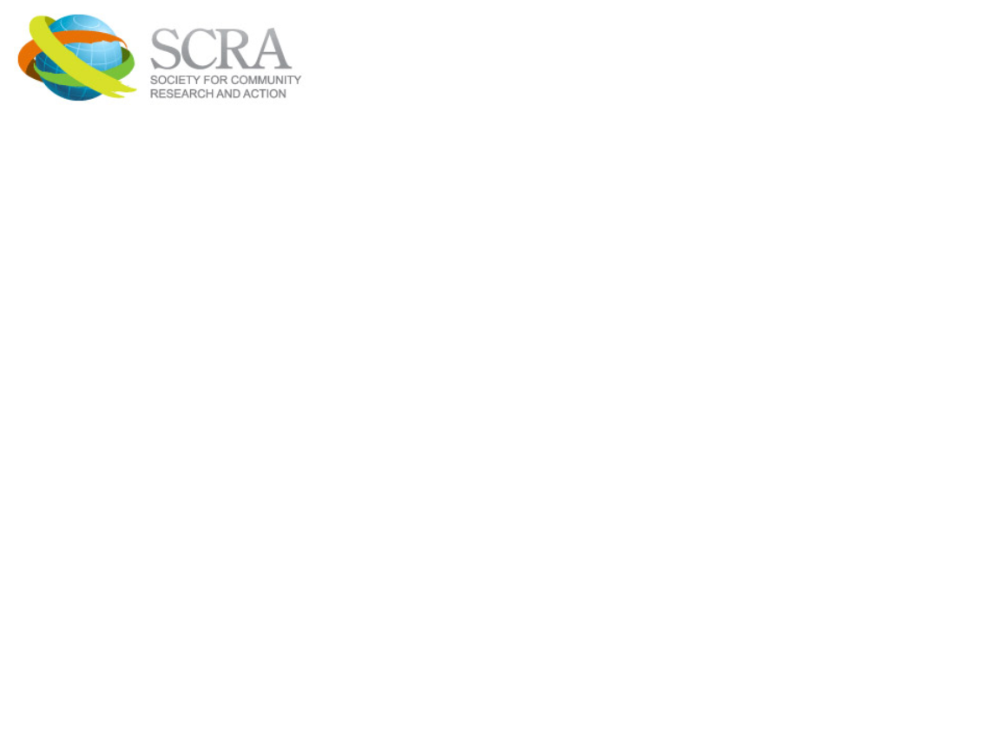 SCRA
SOCIETY FOR COMMUNITY
RESEARCH AND ACTION